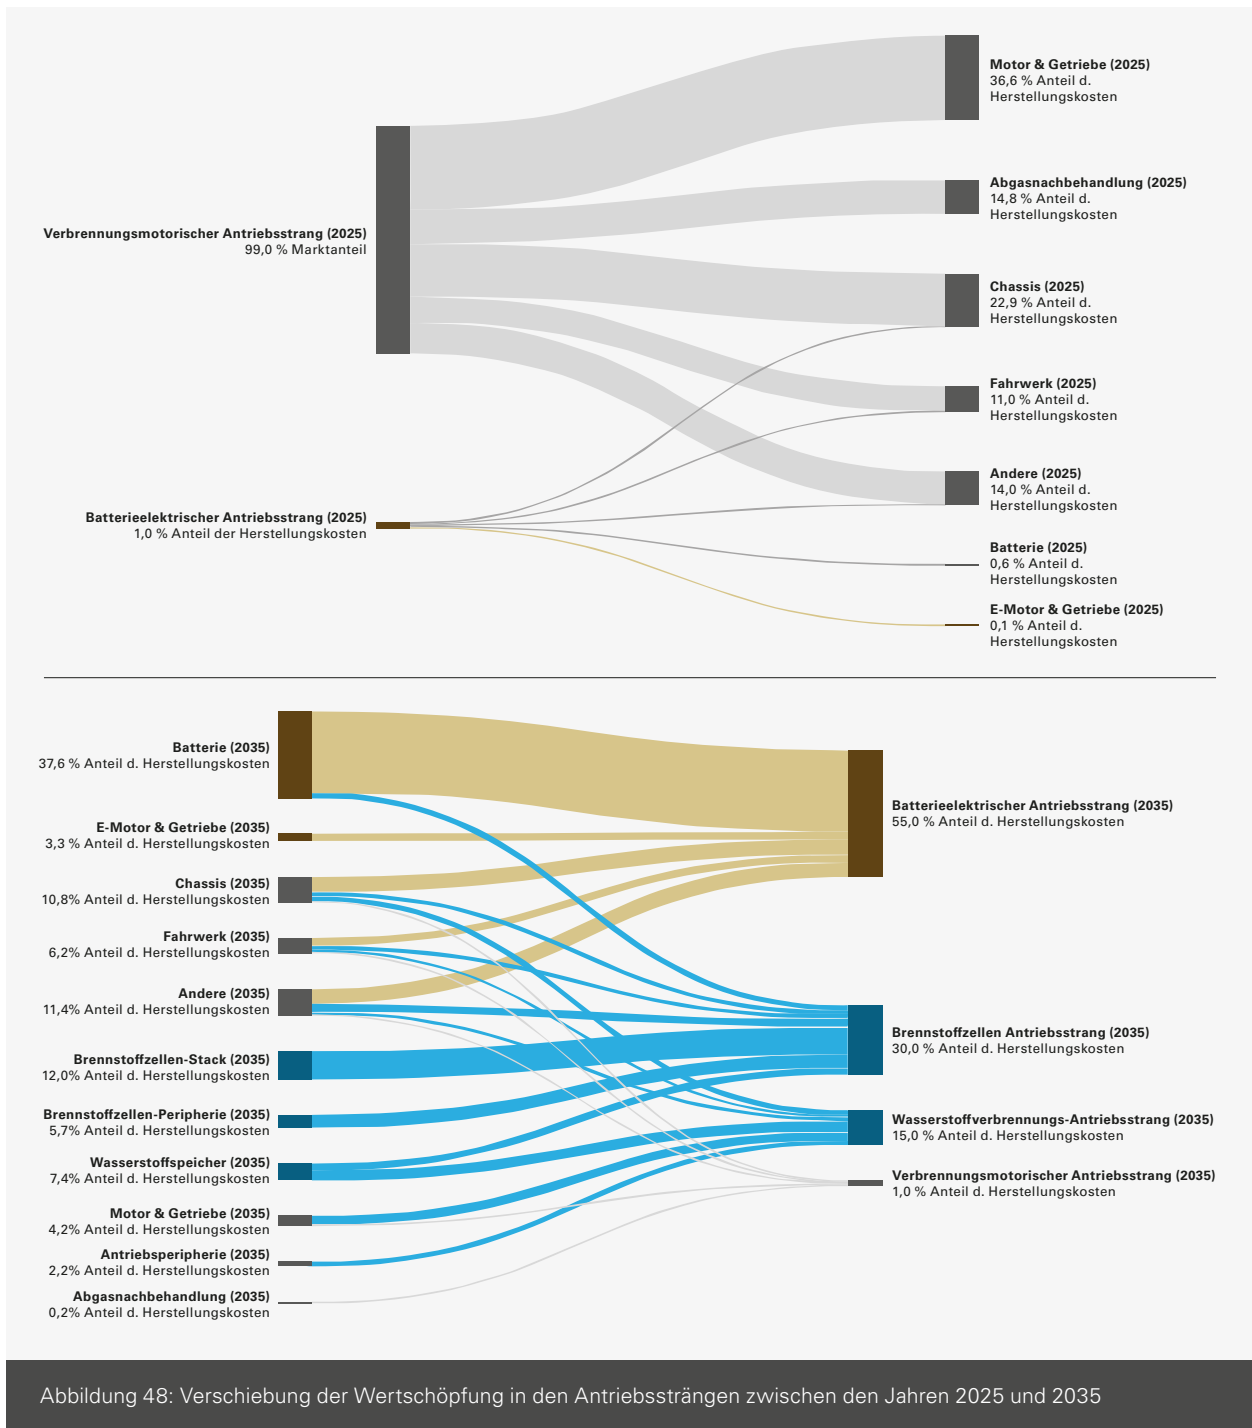 Motor & Getriebe (2025)
36,6 % Anteil d.
Herstellungskosten
Abgasnachbehandlung (2025)
14,8 % Anteil d.
Herstellungskosten
Verbrennungsmotorischer Antriebsstrang (2025)
99,0 % Marktanteil
Chassis (2025)
22,9 % Anteil d.
Herstellungskosten
Fahrwerk (2025)
11,0 % Anteil d.
Herstellungskosten
Andere (2025)
14,0 % Anteil d.
Herstellungskosten
Batterieelektrischer Antriebsstrang (2025)
1,0 % Anteil der Herstellungskosten
Batterie (2025)
0,6 % Anteil d.
Herstellungskosten
E-Motor & Getriebe (2025)
0,1 % Anteil d.
Herstellungskosten
Batterie (2035)
37,6 % Anteil d. Herstellungskosten
E-Motor & Getriebe (2035)
3,3 % Anteil d. Herstellungskosten
Chassis (2035)
10,8% Anteil d. Herstellungskosten
Fahrwerk (2035)
6,2% Anteil d. Herstellungskosten
Andere (2035)
11,4% Anteil d. Herstellungskosten
Brennstoffzellen-Stack (2035)
12,0% Anteil d. Herstellungskosten
Brennstoffzellen-Peripherie (2035)
5,7% Anteil d. Herstellungskosten
Wasserstoffspeicher (2035)
7,4% Anteil d. Herstellungskosten
Motor & Getriebe (2035)
4,2% Anteil d. Herstellungskosten
Antriebsperipherie (2035)
2,2% Anteil d. Herstellungskosten
Abgasnachbehandlung (2035)
0,2% Anteil d. Herstellungskosten
Batterieelektrischer Antriebsstrang (2035)
55,0 % Anteil d. Herstellungskosten
Brennstoffzellen Antriebsstrang (2035)
30,0 % Anteil d. Herstellungskosten
Wasserstoffverbrennungs-Antriebsstrang (2035)
15,0 % Anteil d. Herstellungskosten
Verbrennungsmotorischer Antriebsstrang (2035)
1,0 % Anteil d. Herstellungskosten
Abbildung 48: Verschiebung der Wertschöpfung in den Antriebssträngen zwischen den Jahren 2025 und 2035